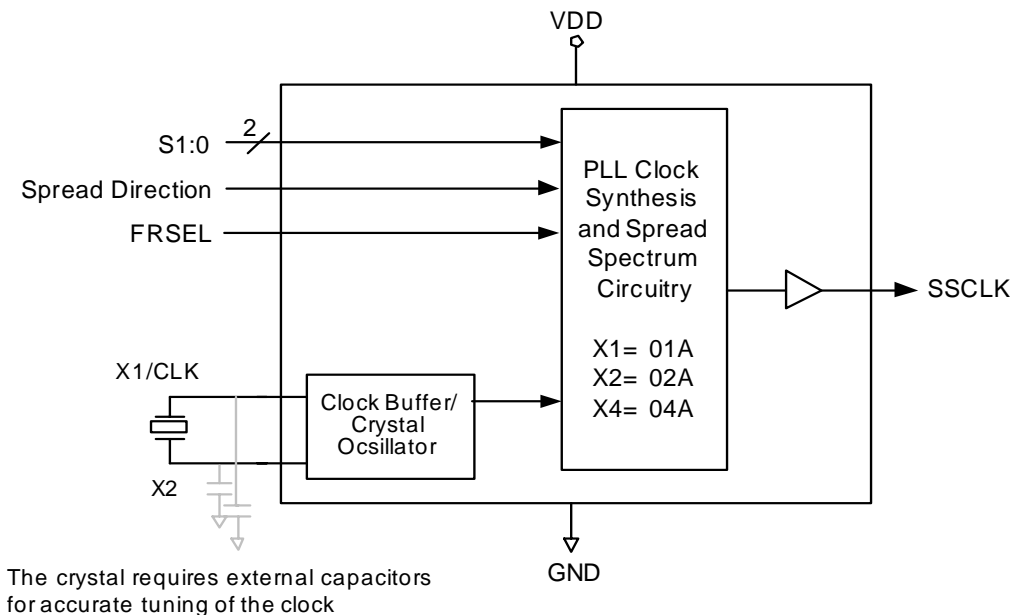 VDD
S1:0
2
Spread Direction
FRSEL
PLL Clock
Synthesis
and Spread
Spectrum
Circuitry
X1= 01A
X2= 02A
X4= 04A
SSCLK
X1/CLK
Clock Buffer/
Crystal
Ocsillator
X2
GND
The crystal requires external capacitors
for accurate tuning of the clock